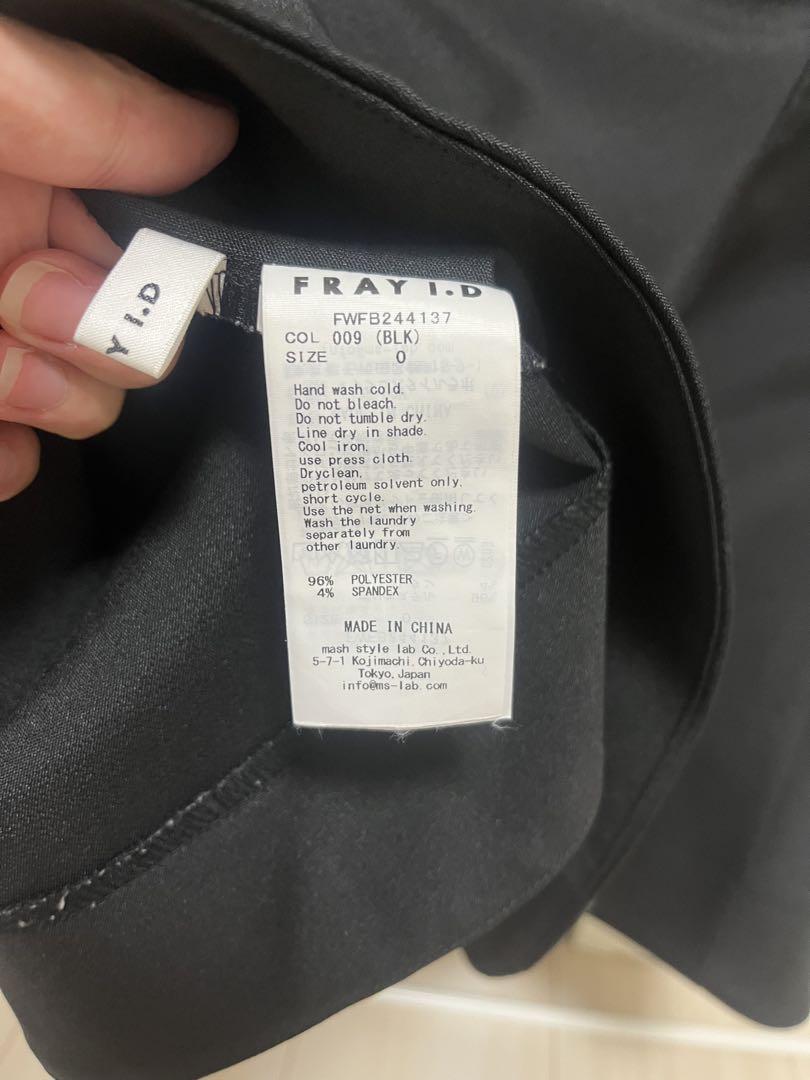 Y I.D
FRAY I.D
FWFB244137
COL 009 (BLK)
SIZE 0
Hand wash cold.
Do not bleach.
Do not tumble dry.
Line dry in shade.
Cool iron,
use press cloth.
Dryclean,
petroleum solvent only,
short cycle.
Use the net when washing.
Wash the laundry
separately from
other laundry.
96% POLYESTER
4% SPANDEX
MADE IN CHINA
mash style lab Co.,Ltd.
5-7-1 Kojimachi,Chiyoda-ku
Tokyo,Japan
info@ms-lab.com